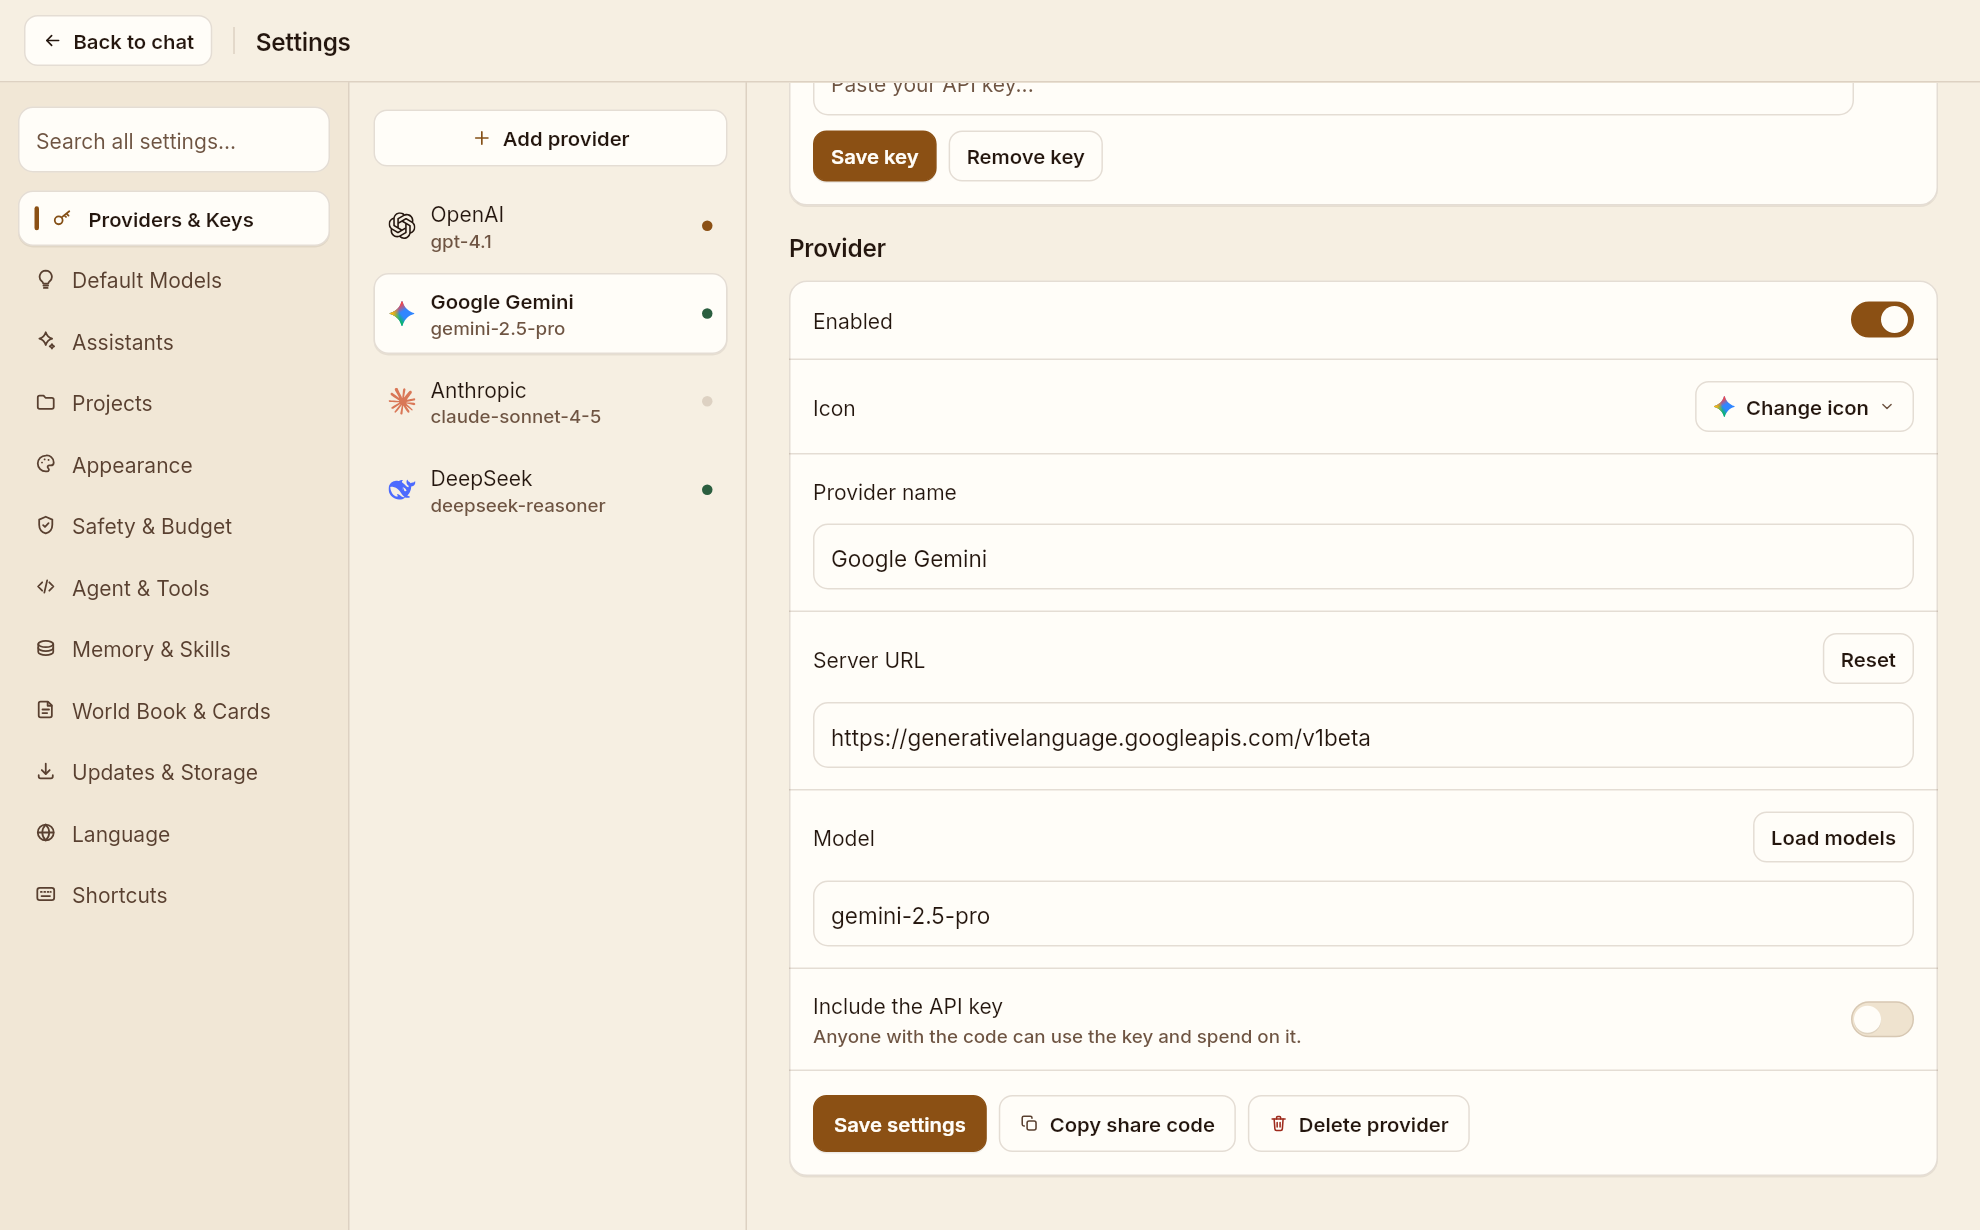 Back to chat
Settings
Search all settings...
Providers & Keys
Default Models
Assistants
Projects
Appearance
Safety & Budget
Agent & Tools
Memory & Skills
World Book & Cards
Updates & Storage
Language
Shortcuts
Add provider
OpenAI
gpt-4.1
Google Gemini
gemini-2.5-pro
Anthropic
claude-sonnet-4-5
DeepSeek
deepseek-reasoner
Paste your API key...
Save key
Remove key
Provider
Enabled
Icon
Change icon
Provider name
Google Gemini
Server URL
Reset
https://generativelanguage.googleapis.com/v1beta
Model
Load models
gemini-2.5-pro
Include the API key
Anyone with the code can use the key and spend on it.
Save settings
Copy share code
Delete provider